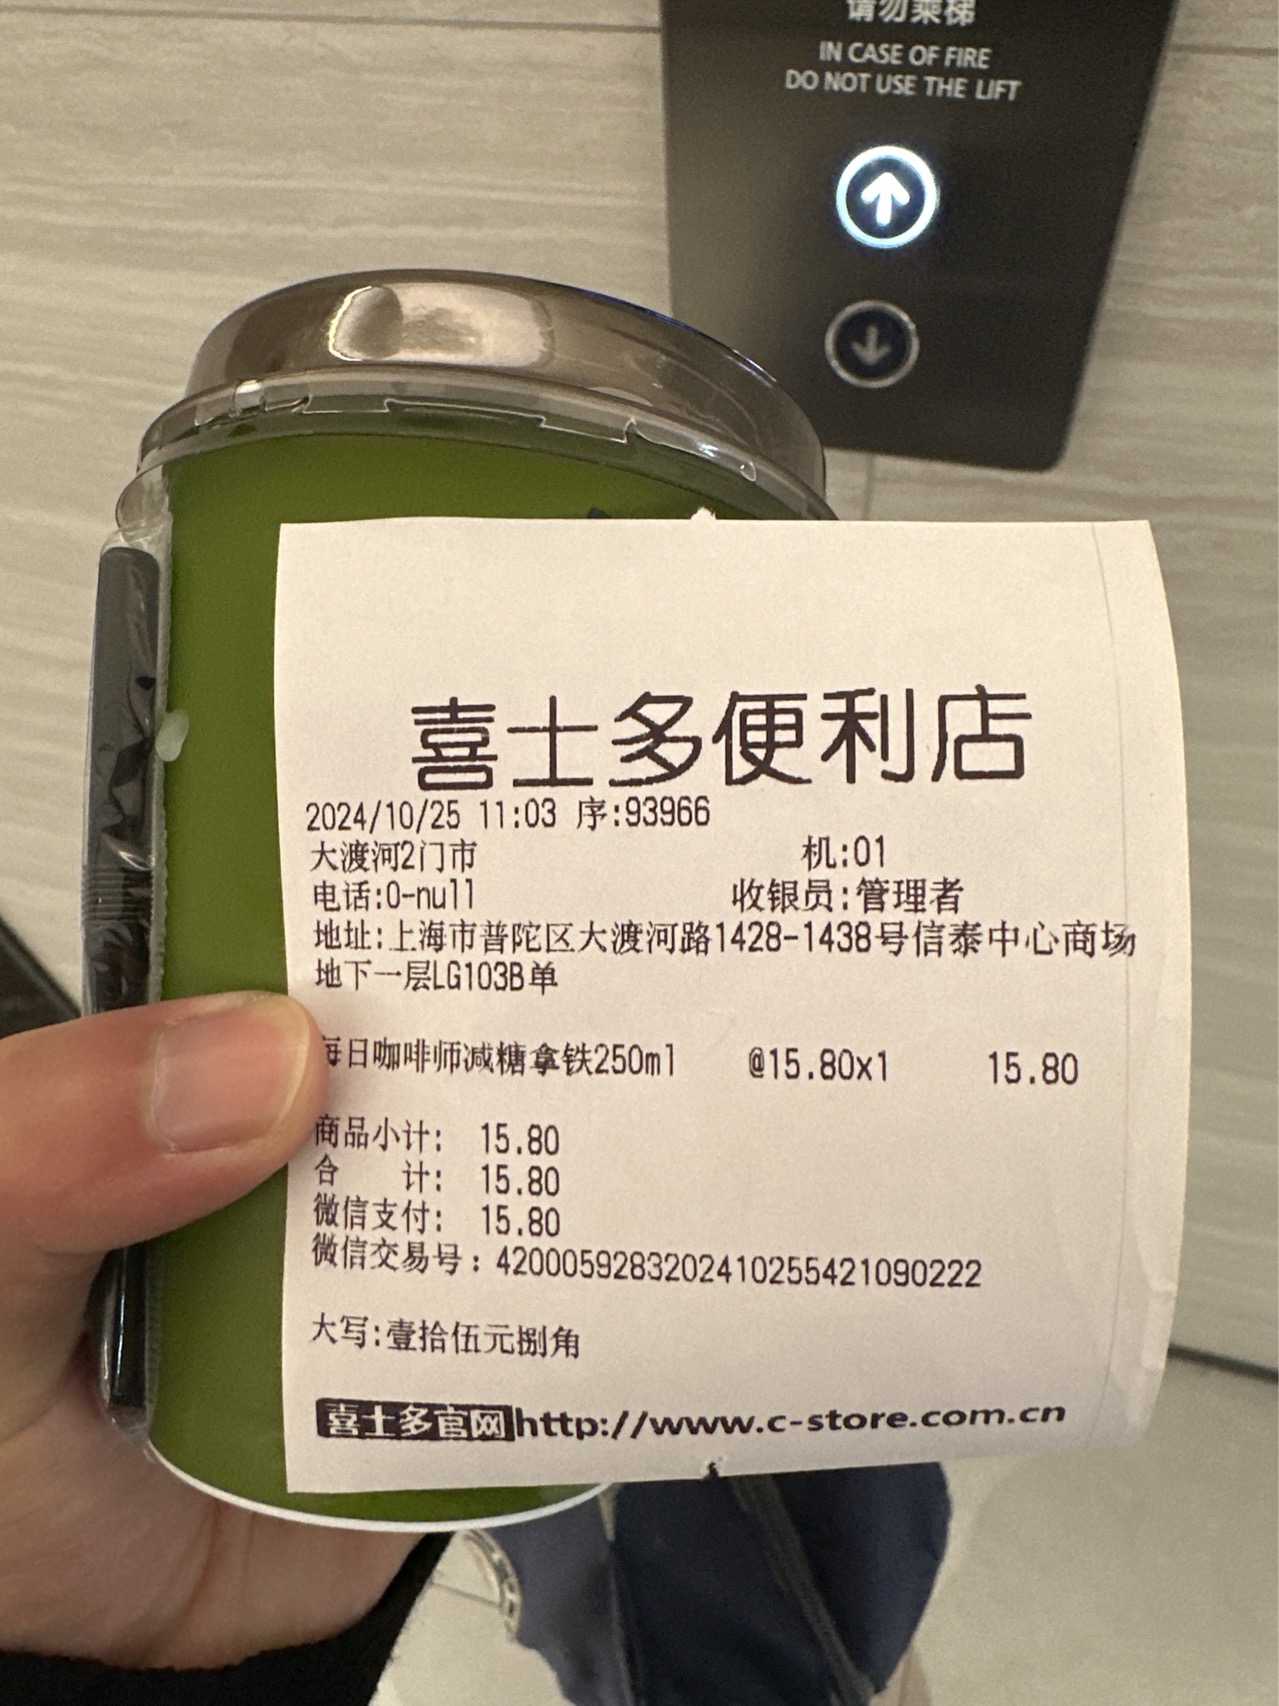 请勿乘梯
IN CASE OF FIRE
DO NOT USE THE LIFT
喜士多便利店
2024/10/25 11:03 序:93966
大渡河2门市 机:01
电话:0-null 收银员:管理者
地址:上海市普陀区大渡河路1428-1438号信泰中心商场
地下一层LG103B单
每日咖啡师减糖拿铁250ml @15.80x1 15.80
商品小计: 15.80
合 计: 15.80
微信支付: 15.80
微信交易号: 4200059283202410255421090222
大写:壹拾伍元捌角
喜士多官网http://www.c-store.com.cn